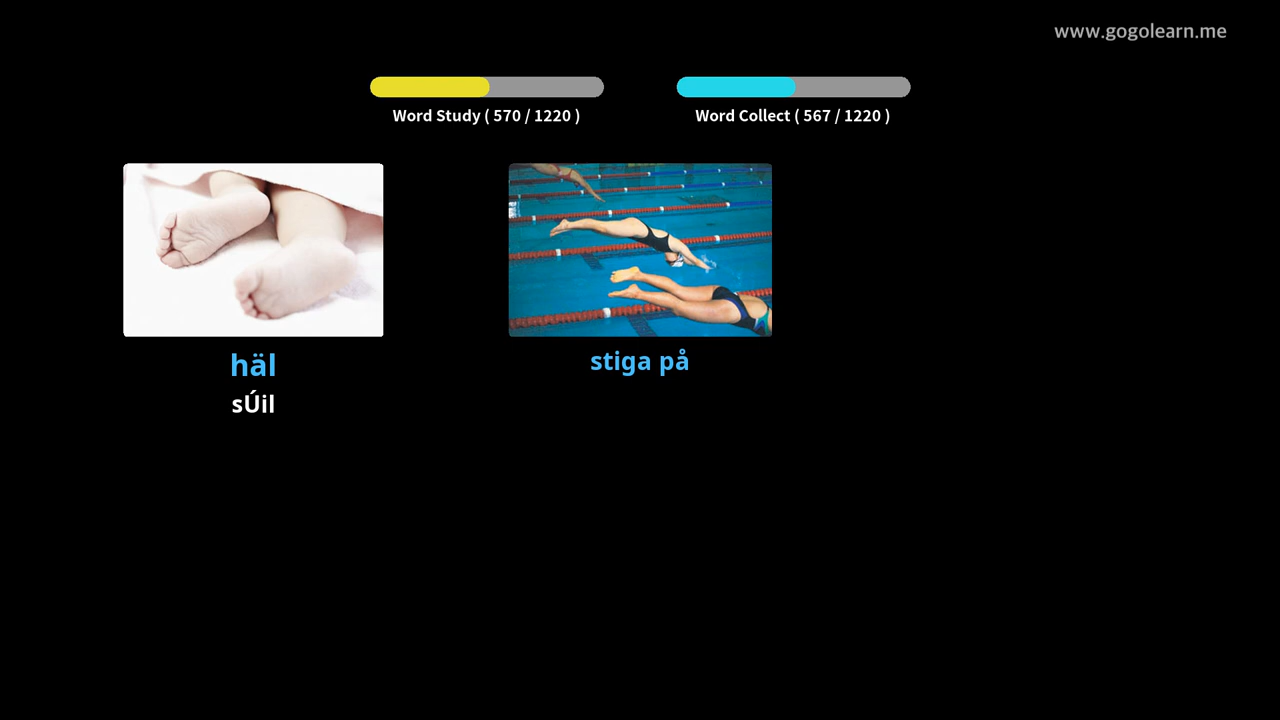 www.gogolearn.me
Word Study ( 570 / 1220 )
Word Collect ( 567 / 1220 )
häl
sÚil
stiga på